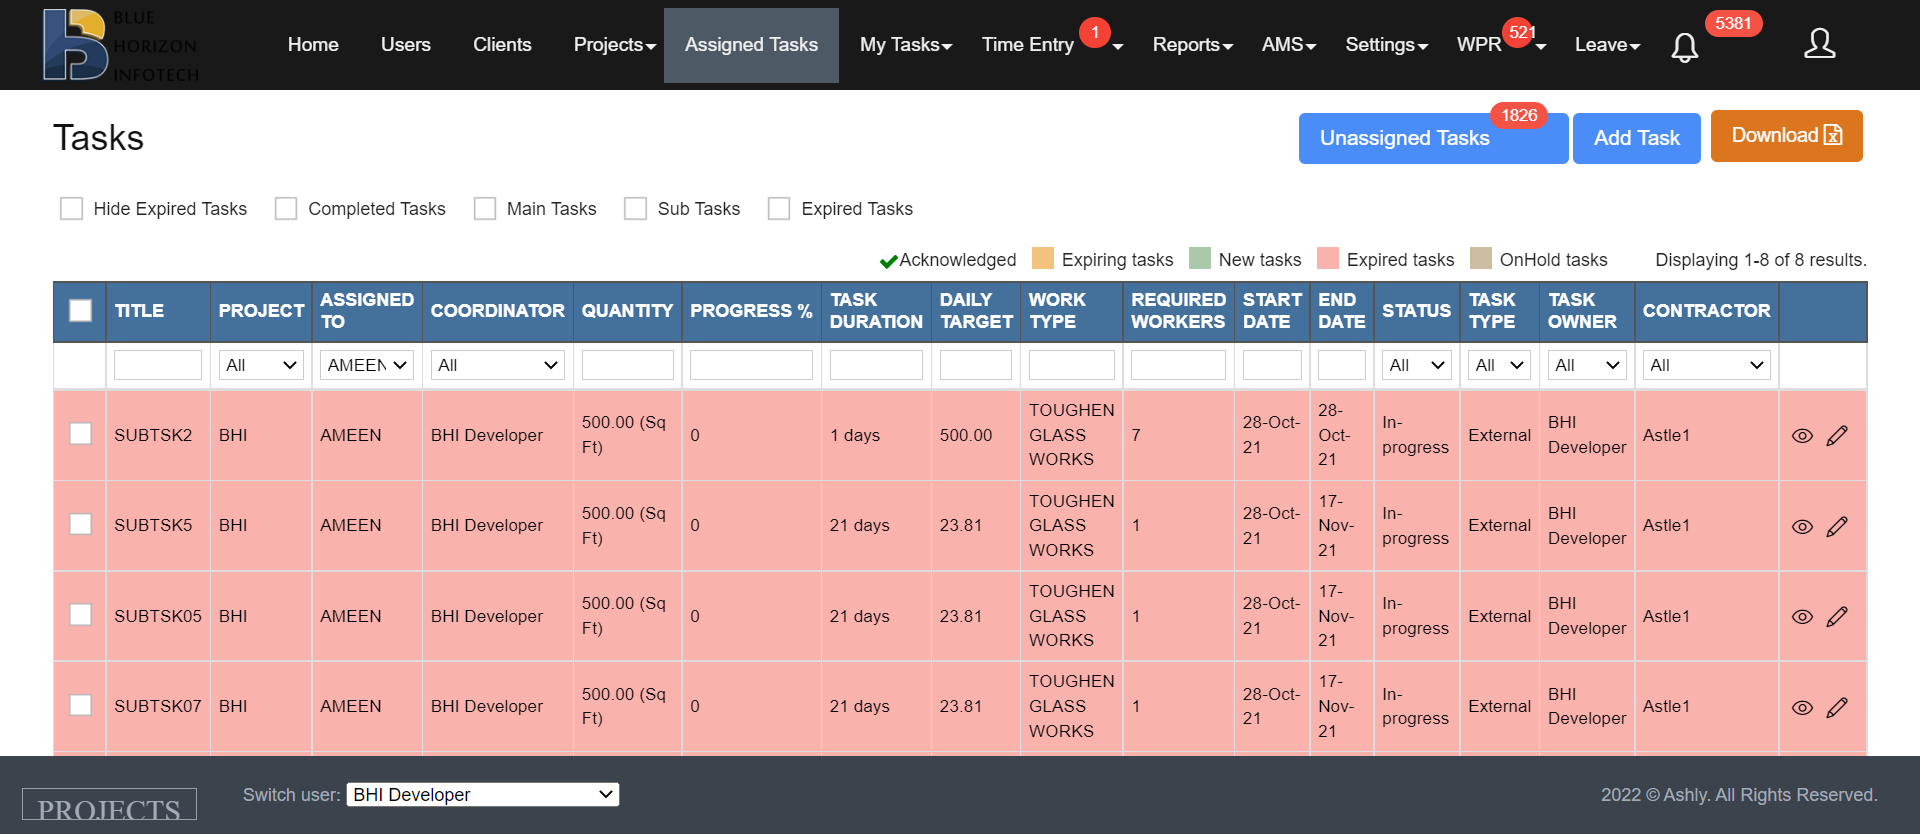 BLUE
HORIZON
INFOTECH
Home Users Clients Projects Assigned Tasks My Tasks Time Entry 1 Reports AMS Settings WPR 521 Leave 5381
Tasks
Unassigned Tasks 1826 Add Task Download
Hide Expired Tasks Completed Tasks Main Tasks Sub Tasks Expired Tasks
Acknowledged Expiring tasks New tasks Expired tasks OnHold tasks Displaying 1-8 of 8 results.
TITLE PROJECT ASSIGNED TO COORDINATOR QUANTITY PROGRESS % TASK DURATION DAILY TARGET WORK TYPE REQUIRED WORKERS START DATE END DATE STATUS TASK TYPE TASK OWNER CONTRACTOR
All AMEEN All All All All All
SUBTSK2 BHI AMEEN BHI Developer 500.00 (Sq Ft) 0 1 days 500.00 TOUGHEN GLASS WORKS 7 28-Oct-21 28-Oct-21 In-progress External BHI Developer Astle1
SUBTSK5 BHI AMEEN BHI Developer 500.00 (Sq Ft) 0 21 days 23.81 TOUGHEN GLASS WORKS 1 28-Oct-21 17-Nov-21 In-progress External BHI Developer Astle1
SUBTSK05 BHI AMEEN BHI Developer 500.00 (Sq Ft) 0 21 days 23.81 TOUGHEN GLASS WORKS 1 28-Oct-21 17-Nov-21 In-progress External BHI Developer Astle1
SUBTSK07 BHI AMEEN BHI Developer 500.00 (Sq Ft) 0 21 days 23.81 TOUGHEN GLASS WORKS 1 28-Oct-21 17-Nov-21 In-progress External BHI Developer Astle1
PROJECTS Switch user: BHI Developer 2022 © Ashly. All Rights Reserved.